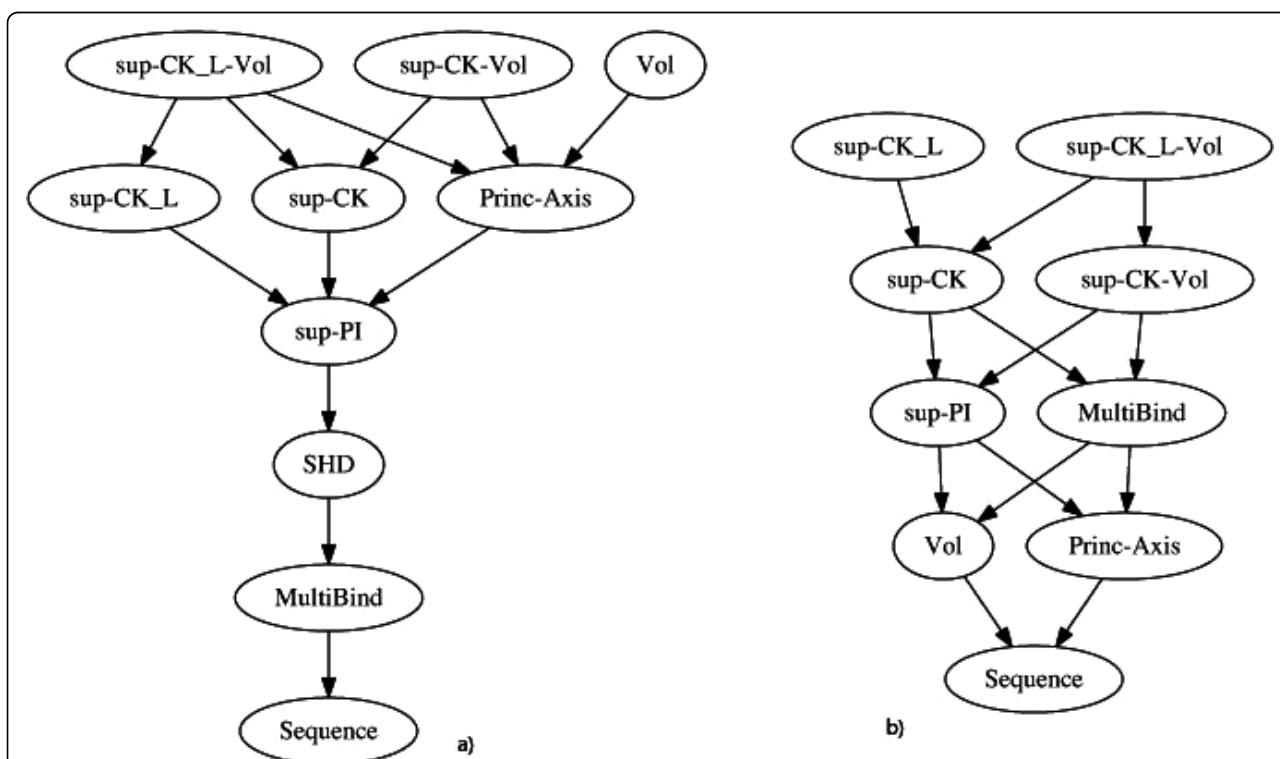 sup-CK_L-Vol
sup-CK-Vol
Vol
sup-CK_L
sup-CK
Princ-Axis
sup-PI
SHD
MultiBind
Sequence
a)
sup-CK_L
sup-CK_L-Vol
sup-CK
sup-CK-Vol
sup-PI
MultiBind
Vol
Princ-Axis
Sequence
b)